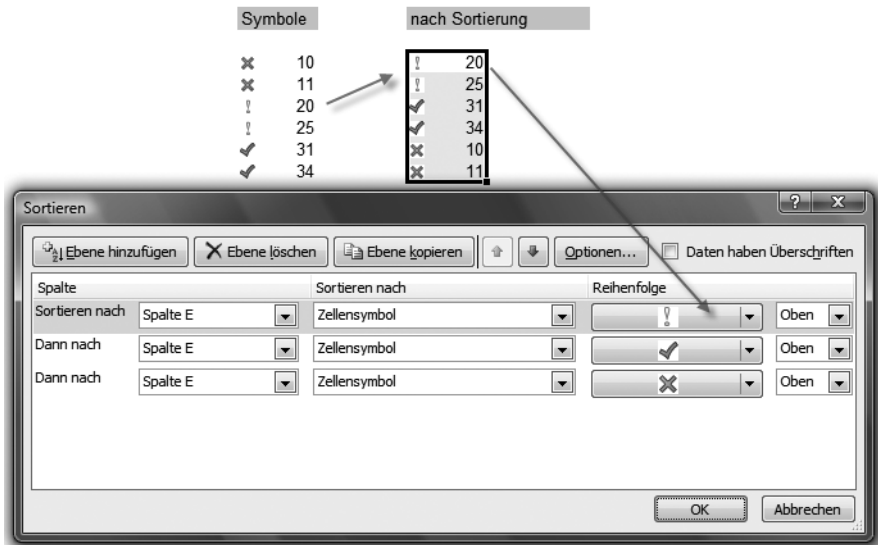 Symbole nach Sortierung
10 20
11 25
20 31
25 34
31 10
34 11
Sortieren
Ebene hinzufügen Ebene löschen Ebene kopieren Optionen... Daten haben Überschriften
Spalte Sortieren nach Reihenfolge
Sortieren nach Spalte E Zellensymbol Oben
Dann nach Spalte E Zellensymbol Oben
Dann nach Spalte E Zellensymbol Oben
OK Abbrechen